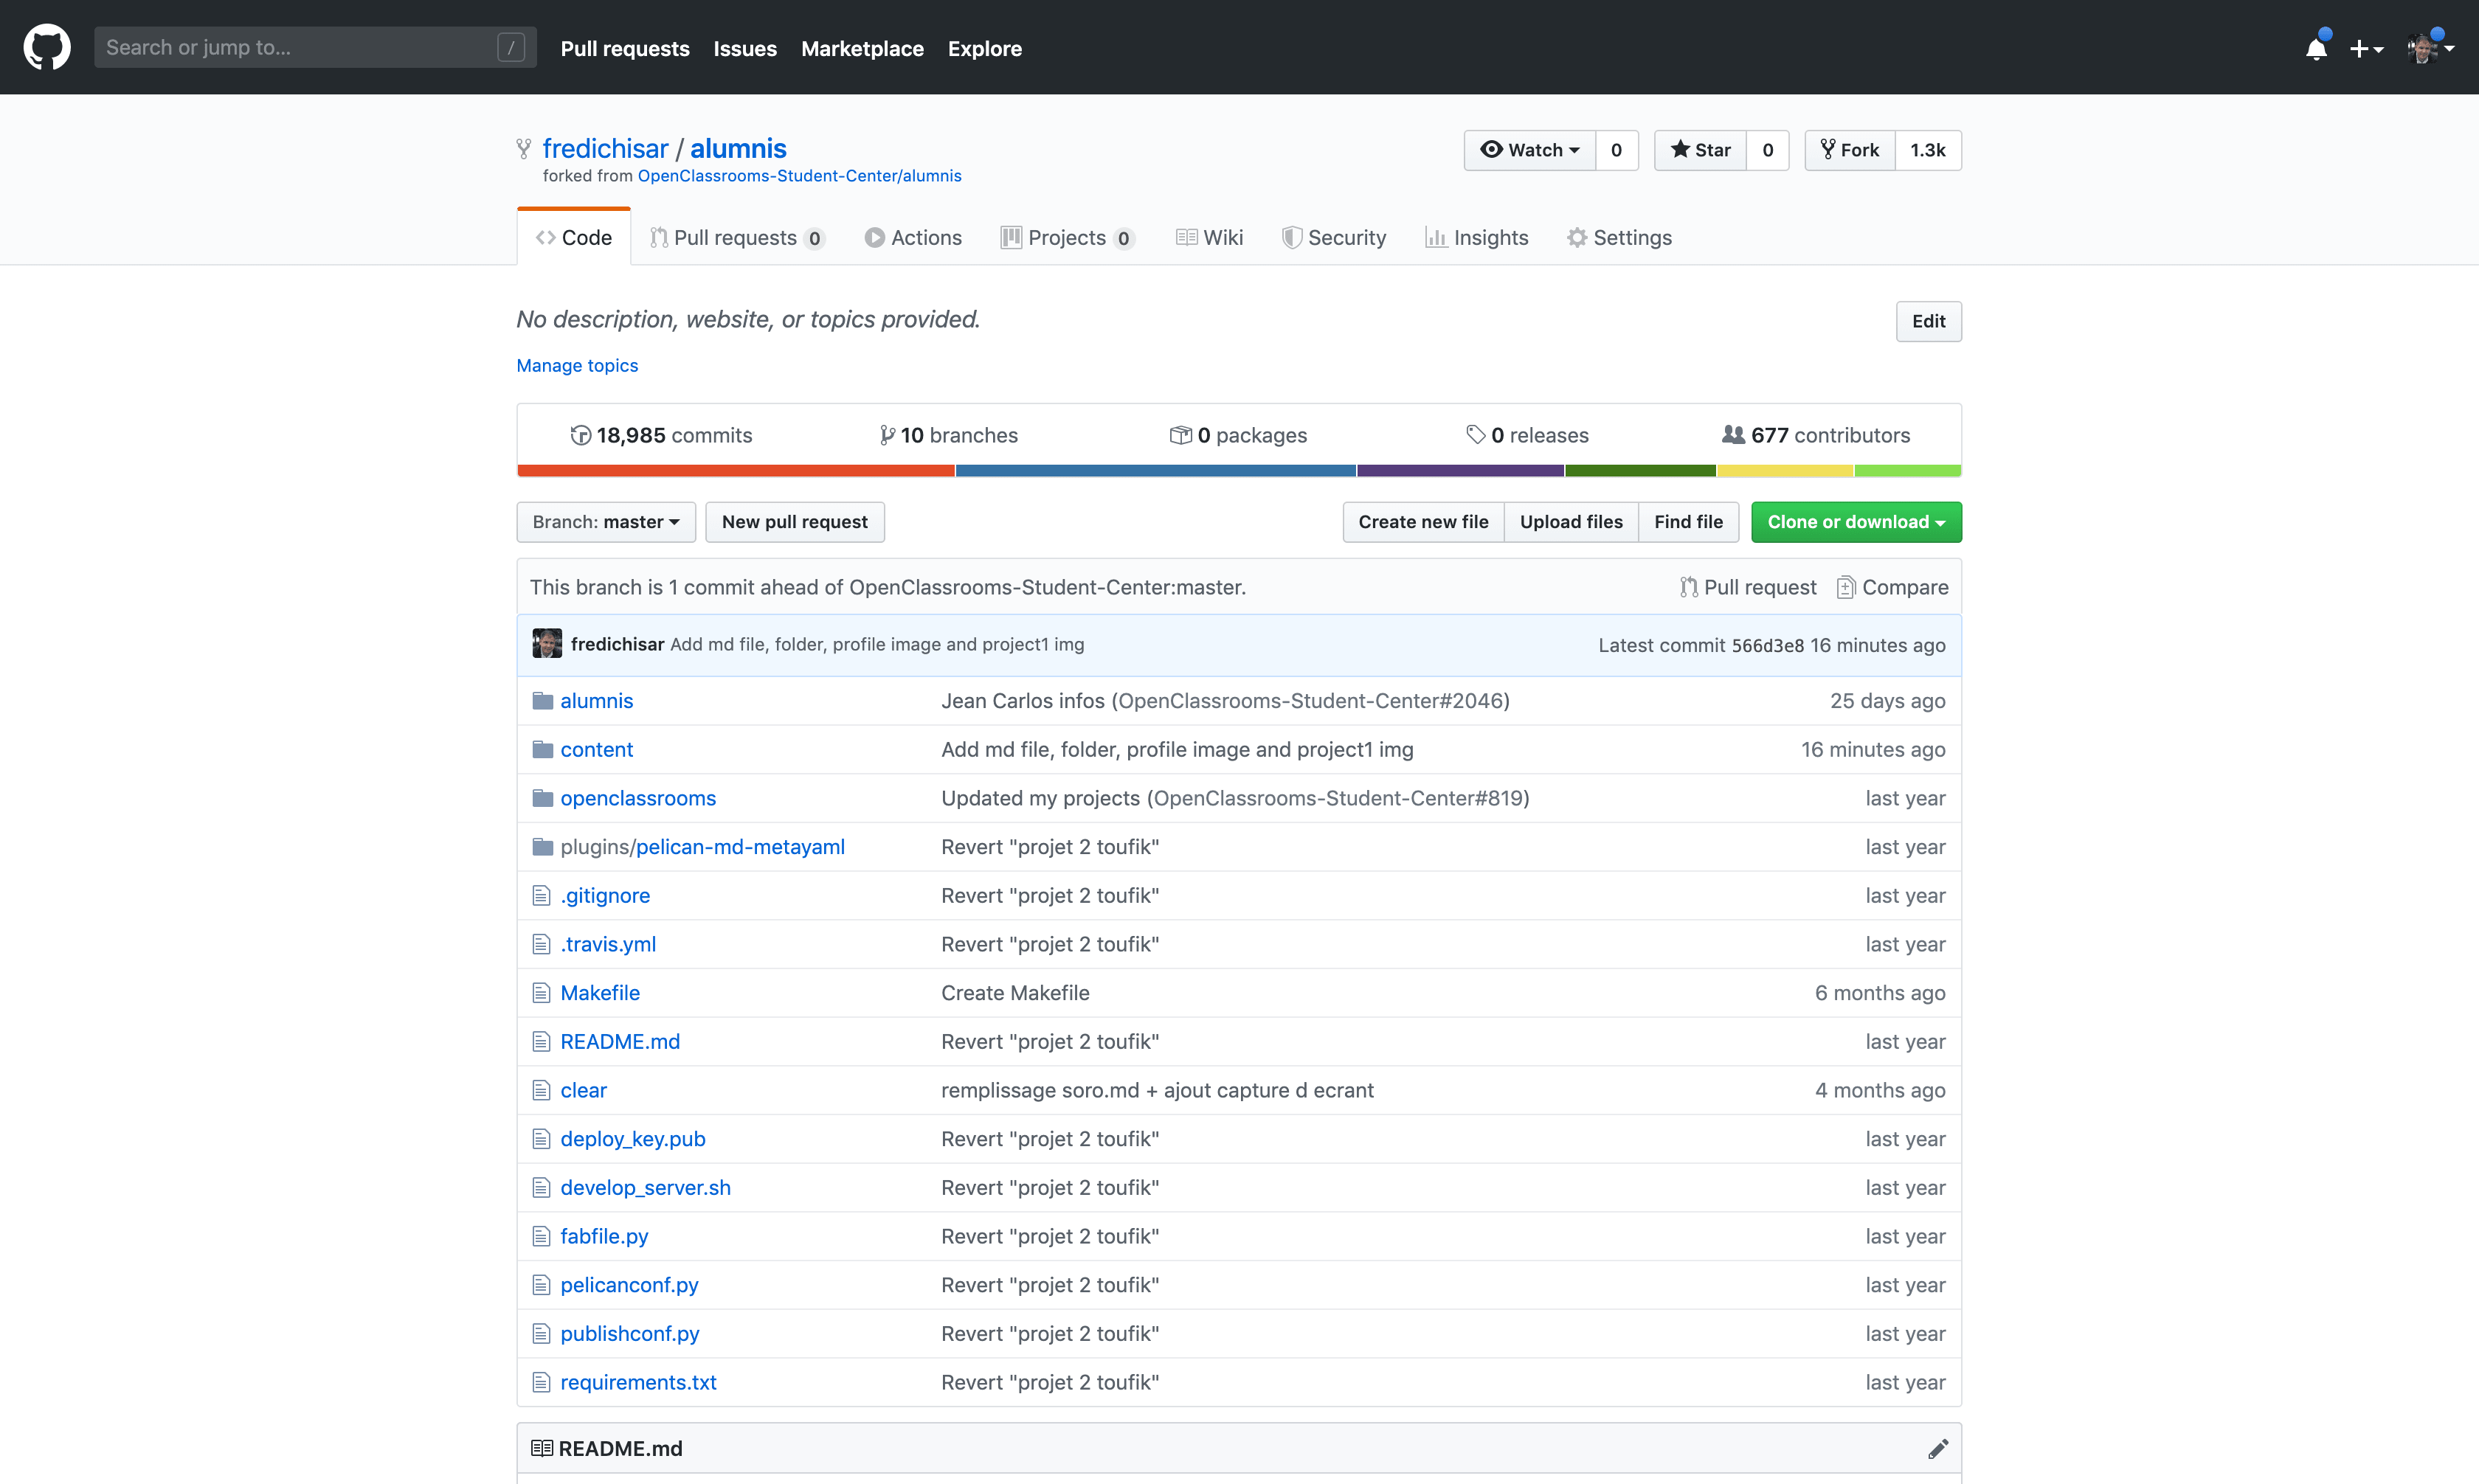 Search or jump to... /
Pull requests Issues Marketplace Explore
fredichisar / alumnis
forked from OpenClassrooms-Student-Center/alumnis
Watch 0 Star 0 Fork 1.3k
Code Pull requests 0 Actions Projects 0 Wiki Security Insights Settings
No description, website, or topics provided. Edit
Manage topics
18,985 commits 10 branches 0 packages 0 releases 677 contributors
Branch: master New pull request Create new file Upload files Find file Clone or download
This branch is 1 commit ahead of OpenClassrooms-Student-Center:master. Pull request Compare
fredichisar Add md file, folder, profile image and project1 img Latest commit 566d3e8 16 minutes ago
alumnis Jean Carlos infos (OpenClassrooms-Student-Center#2046) 25 days ago
content Add md file, folder, profile image and project1 img 16 minutes ago
openclassrooms Updated my projects (OpenClassrooms-Student-Center#819) last year
plugins/pelican-md-metayaml Revert "projet 2 toufik" last year
.gitignore Revert "projet 2 toufik" last year
.travis.yml Revert "projet 2 toufik" last year
Makefile Create Makefile 6 months ago
README.md Revert "projet 2 toufik" last year
clear remplissage soro.md + ajout capture d ecrant 4 months ago
deploy_key.pub Revert "projet 2 toufik" last year
develop_server.sh Revert "projet 2 toufik" last year
fabfile.py Revert "projet 2 toufik" last year
pelicanconf.py Revert "projet 2 toufik" last year
publishconf.py Revert "projet 2 toufik" last year
requirements.txt Revert "projet 2 toufik" last year
README.md